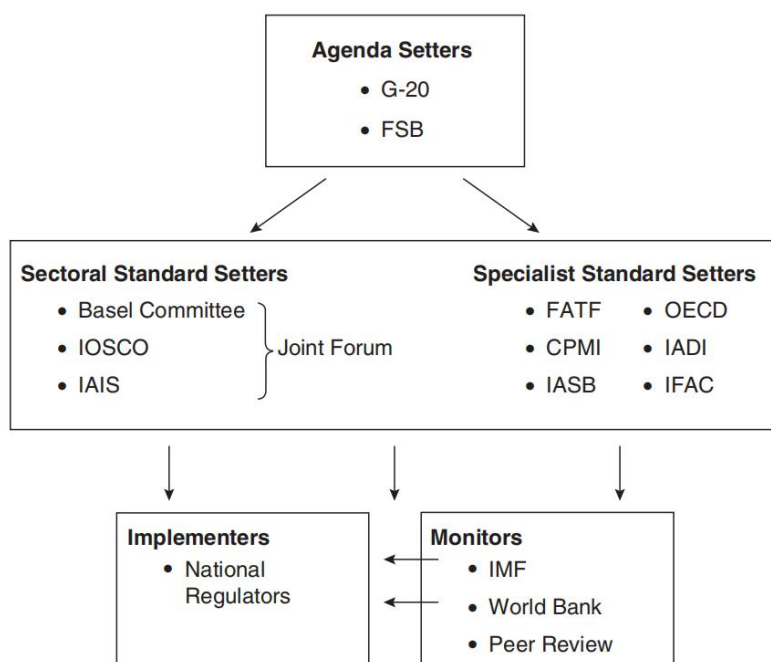 Agenda Setters
• G-20
• FSB
Sectoral Standard Setters
• Basel Committee
• IOSCO
• IAIS
Joint Forum
Specialist Standard Setters
• FATF
• CPMI
• IASB
• OECD
• IADI
• IFAC
Implementers
• National
Regulators
Monitors
• IMF
• World Bank
• Peer Review